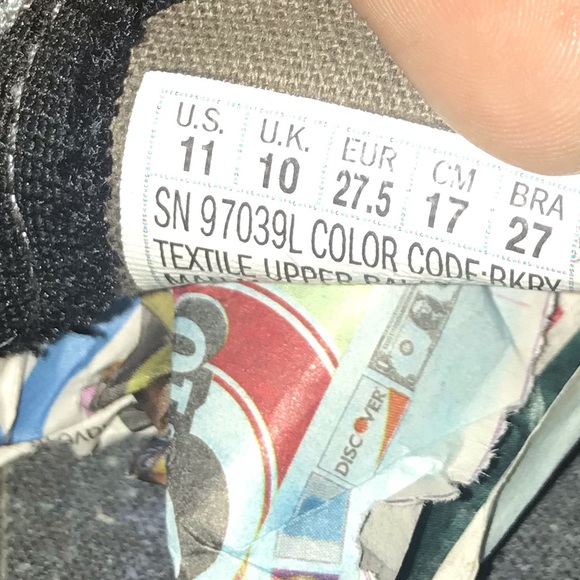 U.S. U.K. EUR CM BRA
11 10 27.5 17 27
SN 97039L COLOR CODE:BKRY
TEXTILE UPPER
DISCOVER